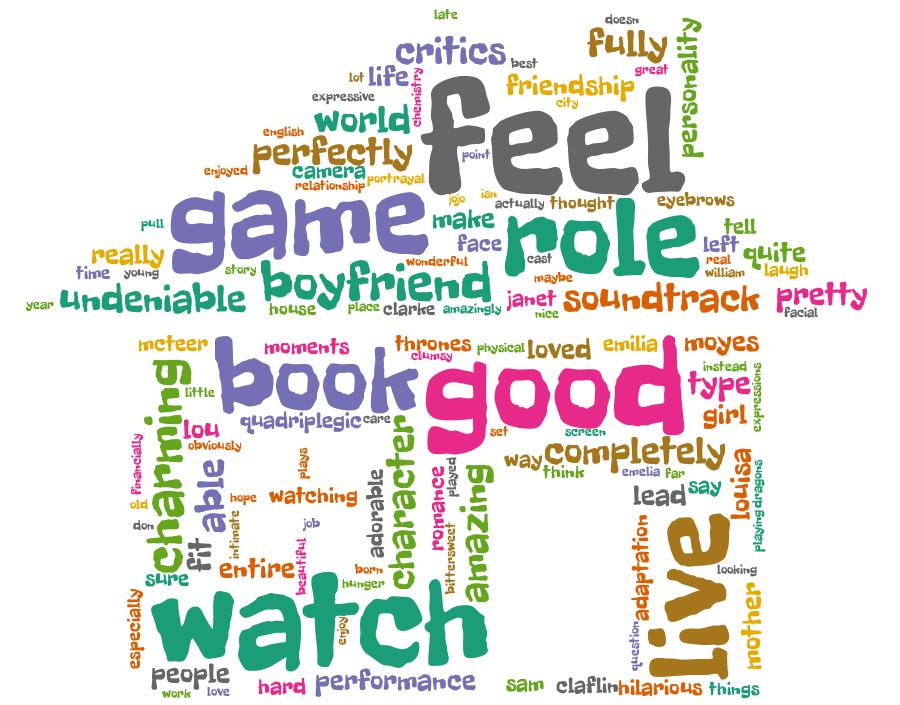 late
doesn
critics
fully
personality
best
great
lot
life
chemistry
friendship
expressive
city
world
feel
english
perfectly
point
enjoyed
camera
portrayal
relationship
game
jojo
isn
actually
thought
eyebrows
pull
make
role
tell
really
face
left
quite
cast
wonderful
real
time
young
story
boyfriend
maybe
william
laugh
year
undeniable
house
place
clarke
amazingly
janet
nice
soundtrack
pretty
facial
mcteer
moments
thrones
clumsy
physical
loved
emilia
moyes
book
good
instead
type
expressions
charming
little
quadriplegic
care
girl
lou
obviously
set
screen
financially
character
way
completely
think
emelia
far
louisa
able
plays
adorable
romance
played
amazing
lead
say
playing
dragons
old
hope
watching
don
intimate
job
fit
beautiful
bittersweet
adaptation
live
sure
entire
born
hunger
looking
especially
watch
enjoy
question
mother
people
work
love
hard
performance
sam
claflin
hilarious
things